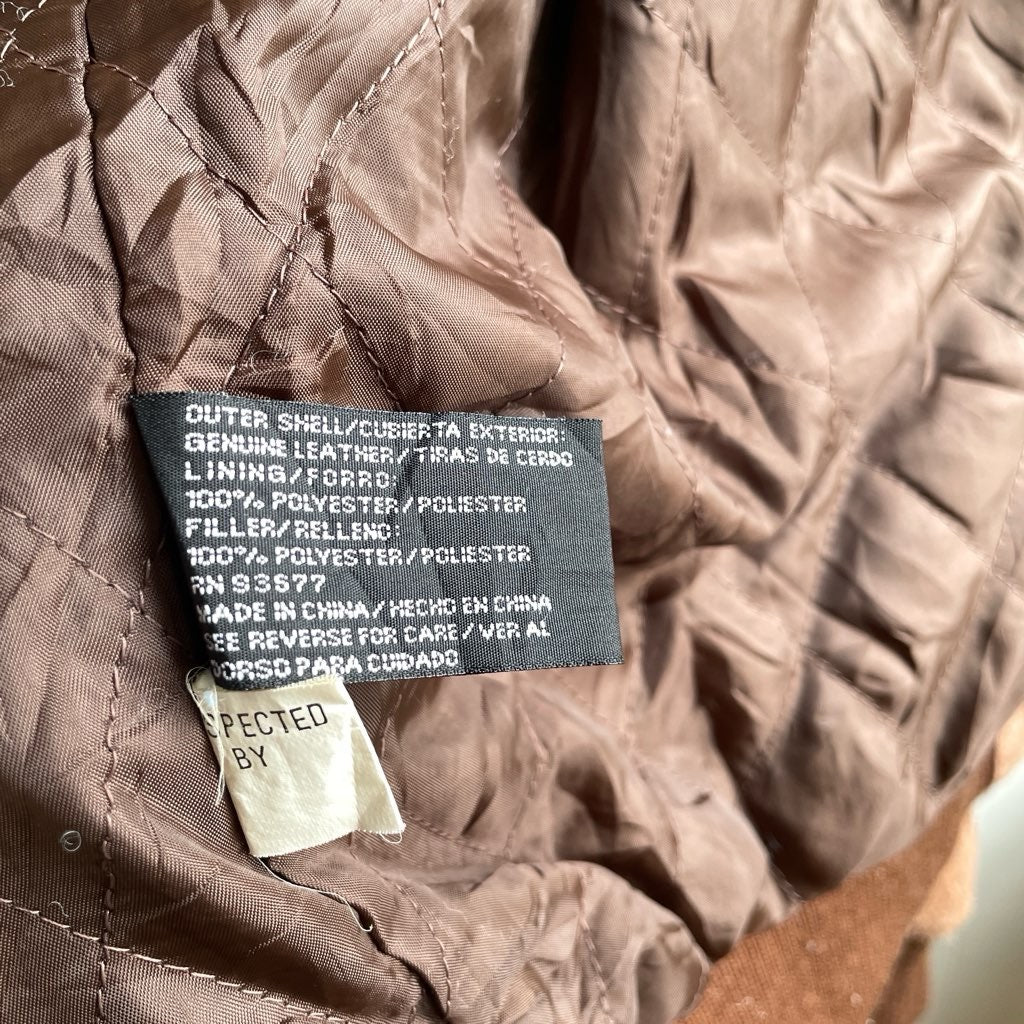 OUTER SHELL/CUBIERTA EXTERIOR:
GENUINE LEATHER/TIRAS DE CERDO
LINING/FORRO:
100% POLYESTER/POLIESTER
FILLER/RELLENO:
100% POLYESTER/POLIESTER
RN 93677
MADE IN CHINA/HECHO EN CHINA
SEE REVERSE FOR CARE/VER AL
DORSO PARA CUIDADO
SPECTED
BY